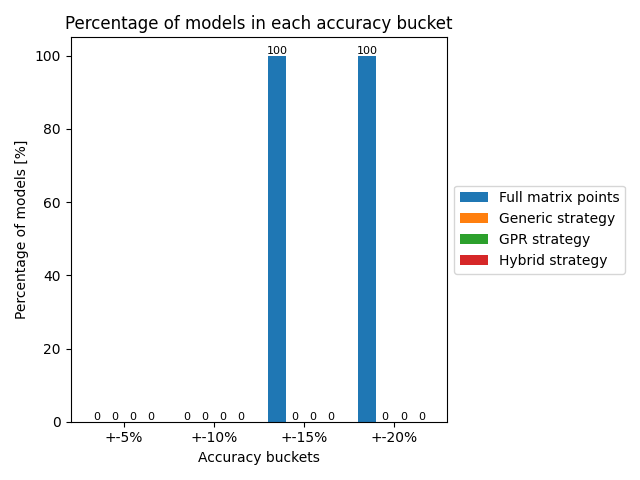 Percentage of models in each accuracy bucket
Percentage of models [%]
100
80
60
40
20
0
0 0 0 0
0 0 0 0
100 0 0 0
100 0 0 0
+-5%
+-10%
+-15%
+-20%
Accuracy buckets
Full matrix points
Generic strategy
GPR strategy
Hybrid strategy